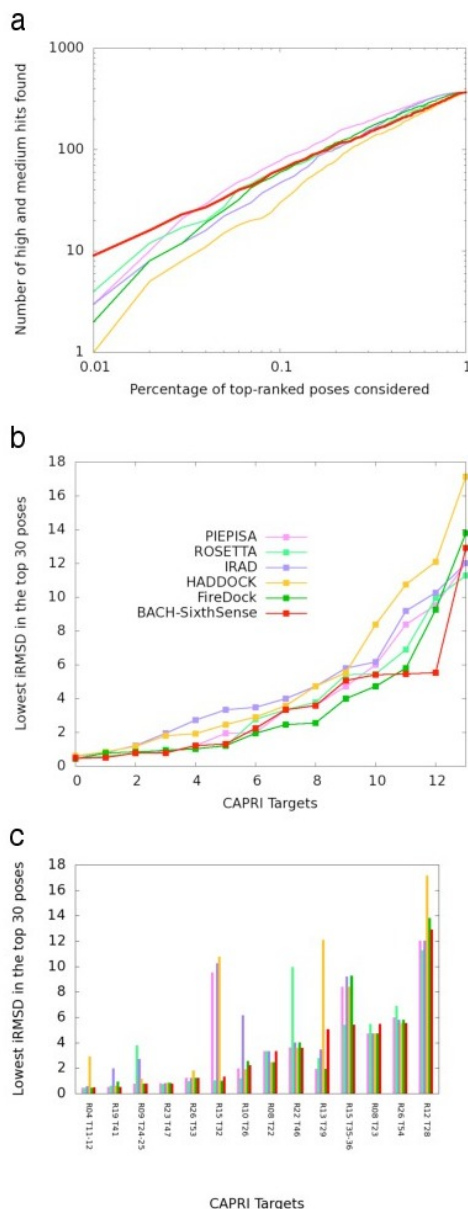 a
Number of high and medium hits found
1000
100
10
1
0.01
0.1
1
Percentage of top-ranked poses considered
b
Lowest iRMSD in the top 30 poses
18
16
14
12
10
8
6
4
2
0
PIEPISA
ROSETTA
IRAD
HADDOCK
FireDock
BACH-SixthSense
0 2 4 6 8 10 12
CAPRI Targets
c
Lowest iRMSD in the top 30 poses
18
16
14
12
10
8
6
4
2
0
R04 T11-12
R19 T41
R09 T24-25
R23 T47
R26 T53
R15 T32
R10 T26
R08 T22
R22 T46
R13 T29
R15 T35-36
R08 T23
R26 T54
R12 T28
CAPRI Targets